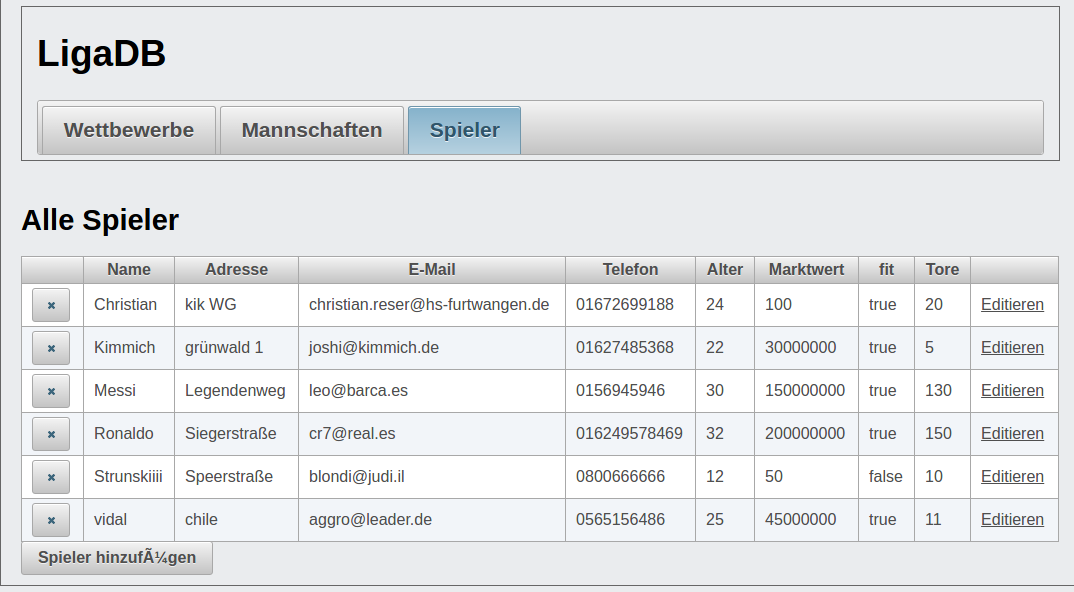 LigaDB
Wettbewerbe Mannschaften Spieler
Alle Spieler
Name Adresse E-Mail Telefon Alter Marktwert fit Tore
Christian kik WG christian.reser@hs-furtwangen.de 01672699188 24 100 true 20 Editieren
Kimmich grünwald 1 joshi@kimmich.de 01627485368 22 30000000 true 5 Editieren
Messi Legendenweg leo@barca.es 0156945946 30 150000000 true 130 Editieren
Ronaldo Siegerstraße cr7@real.es 016249578469 32 200000000 true 150 Editieren
Strunskiiii Speerstraße blondi@judi.il 0800666666 12 50 false 10 Editieren
vidal chile aggro@leader.de 0565156486 25 45000000 true 11 Editieren
Spieler hinzufÃ¼gen